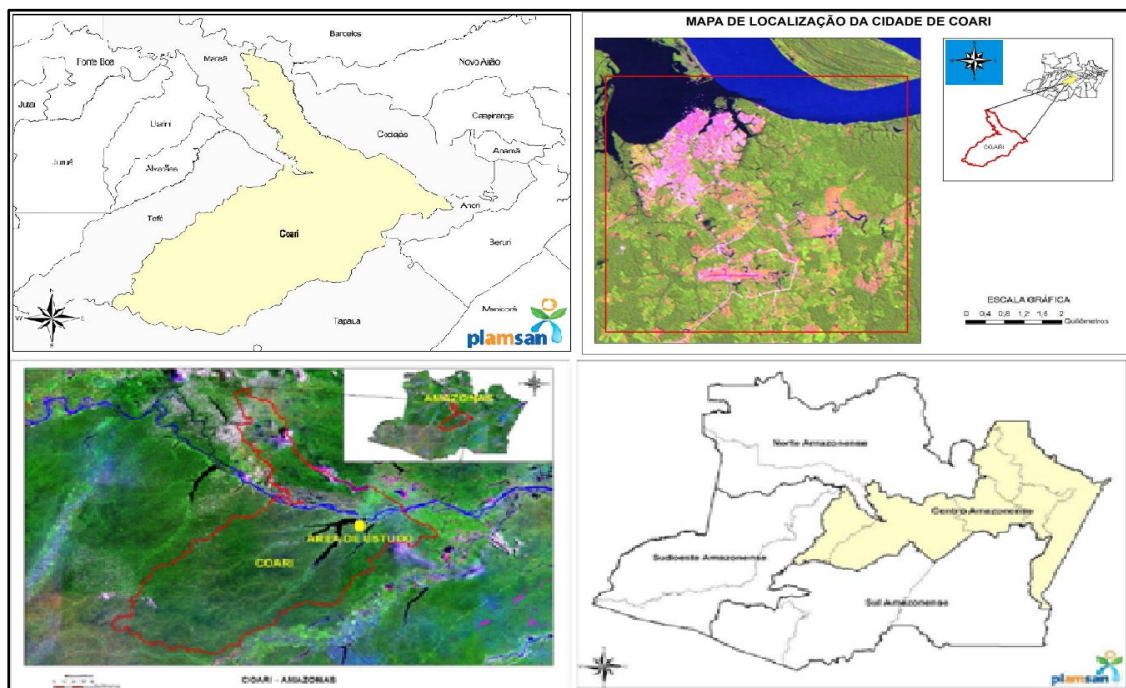 Barcelos
Fonte Boa
Maraã
Novo Airão
Jutaí
Uarini
Codajás
Caapiranga
Anamã
Juruá
Alvarães
Tefé
Anori
Coari
Beruri
Manicoré
Tapauá
W
E
plamsan
MAPA DE LOCALIZAÇÃO DA CIDADE DE COARI
COARI
ESCALA GRÁFICA
0 0,4 0,8 1,2 1,6 2
Quilômetros
AMAZONAS
ÁREA DE ESTUDO
COARI
COARI - AMAZONAS
Norte Amazonense
Centro Amazonense
Sudoeste Amazonense
Sul Amazonense
plamsan